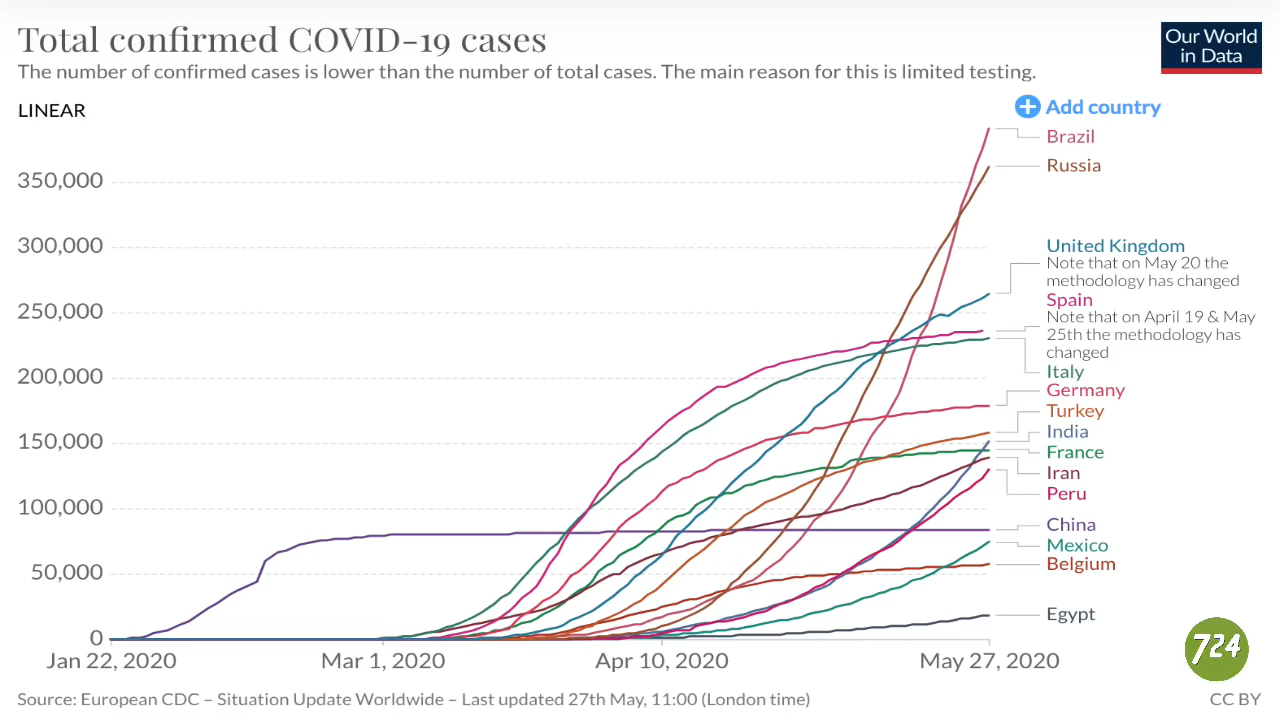 Total confirmed COVID-19 cases
The number of confirmed cases is lower than the number of total cases. The main reason for this is limited testing.
Our World
in Data
LINEAR
Add country
Brazil
Russia
United Kingdom
Note that on May 20 the
methodology has changed
Spain
Note that on April 19 & May
25th the methodology has
changed
Italy
Germany
Turkey
India
France
Iran
Peru
China
Mexico
Belgium
Egypt
350,000
300,000
250,000
200,000
150,000
100,000
50,000
0
Jan 22, 2020
Mar 1, 2020
Apr 10, 2020
May 27, 2020
724
Source: European CDC – Situation Update Worldwide – Last updated 27th May, 11:00 (London time)
CC BY